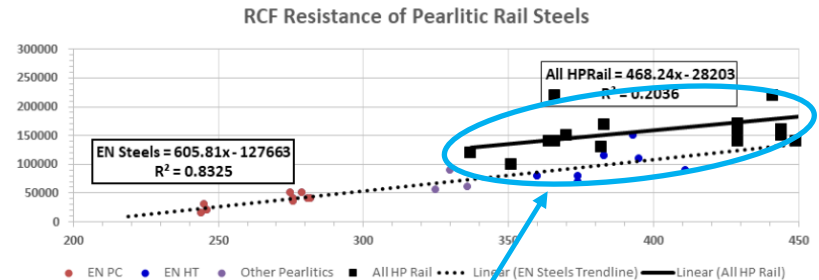 RCF Resistance of Pearlitic Rail Steels
300000
250000
200000
150000
100000
50000
0
All HPRail = 468.24x - 28203
R² = 0.2036
EN Steels = 605.81x - 127663
R² = 0.8325
200 250 300 350 400 450
EN PC EN HT Other Pearlitics All HP Rail Linear (EN Steels Trendline) Linear (All HP Rail)